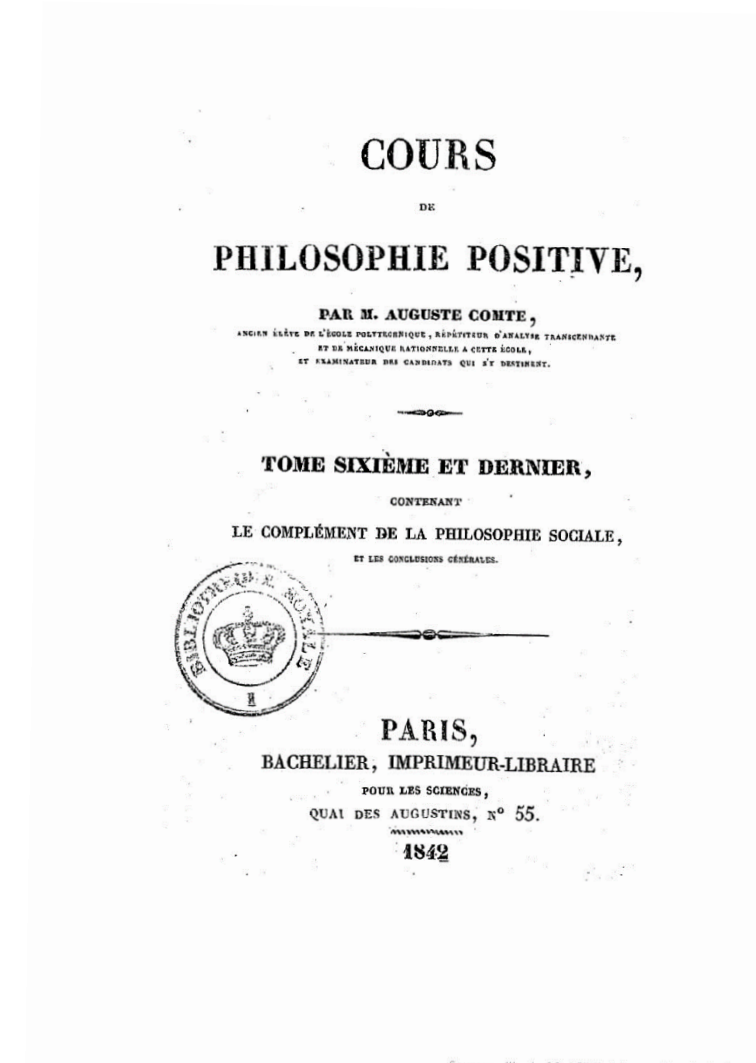 COURS
DE
PHILOSOPHIE POSITIVE,
PAR M. AUGUSTE COMTE,
ANCIEN ÉLÈVE DE L'ÉCOLE POLYTECHNIQUE, RÉPÉTITEUR D'ANALYSE TRANSCENDANTE
ET DE MÉCANIQUE RATIONNELLE A CETTE ÉCOLE,
ET EXAMINATEUR DES CANDIDATS QUI S'Y DESTINENT.
TOME SIXIÈME ET DERNIER,
CONTENANT
LE COMPLÉMENT DE LA PHILOSOPHIE SOCIALE,
ET LES CONCLUSIONS GÉNÉRALES.
BIBLIOTHEQUE ROYALE
I
PARIS,
BACHELIER, IMPRIMEUR-LIBRAIRE
POUR LES SCIENCES,
QUAI DES AUGUSTINS, Nº 55.
1842